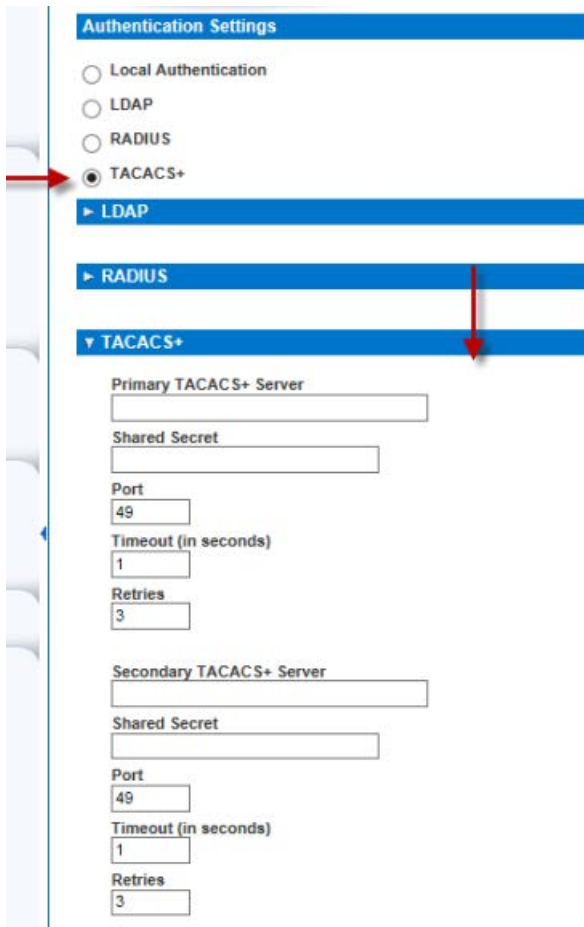 Authentication Settings
Local Authentication
LDAP
RADIUS
TACACS+
► LDAP
► RADIUS
▼ TACACS+
Primary TACACS+ Server
Shared Secret
Port
49
Timeout (in seconds)
1
Retries
3
Secondary TACACS+ Server
Shared Secret
Port
49
Timeout (in seconds)
1
Retries
3